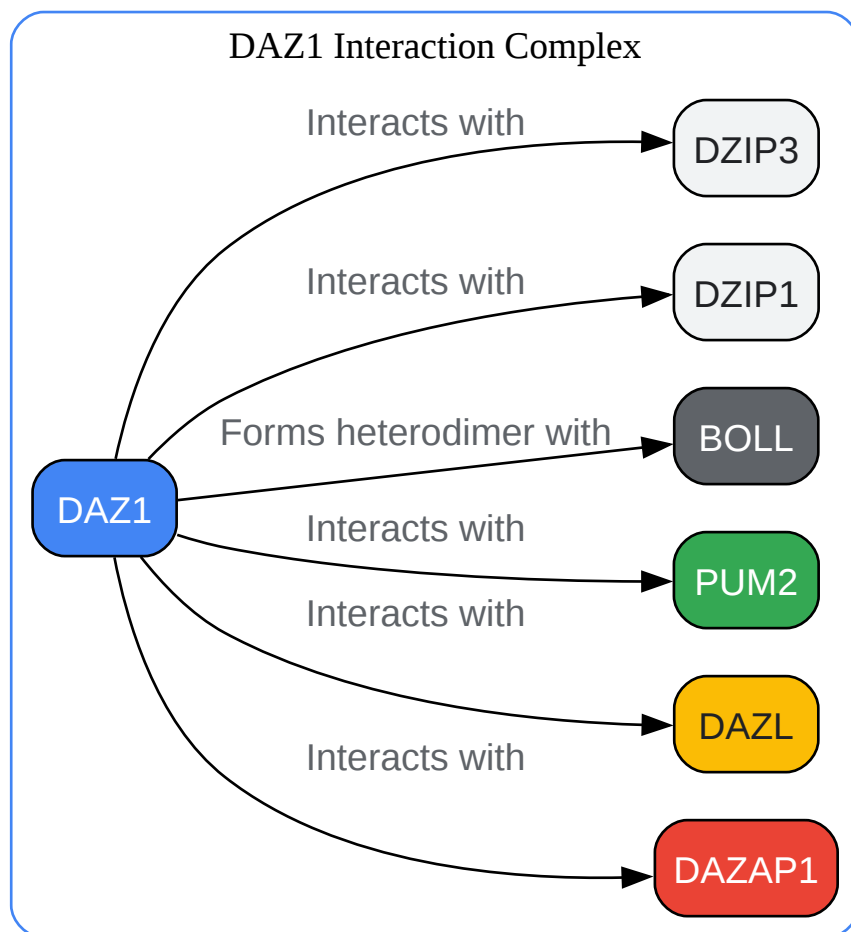 DAZ1 Interaction Complex
Interacts with
DZIP3
Interacts with
DZIP1
Forms heterodimer with
BOLL
DAZ1
Interacts with
PUM2
Interacts with
DAZL
Interacts with
DAZAP1